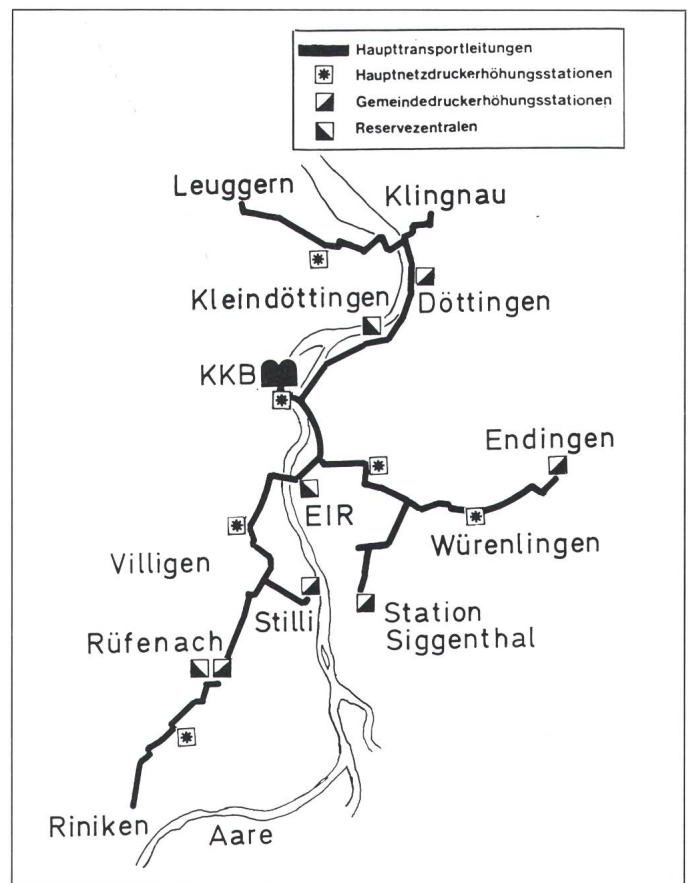 Haupttransportleitungen
Hauptnetzdruckerhöhungsstationen
Gemeindedruckerhöhungsstationen
Reservezentralen
Leuggern
Klingnau
Kleindöttingen
Döttingen
KKB
Endingen
EIR
Würenlingen
Villigen
Stilli
Station
Siggenthal
Rüfenach
Riniken
Aare